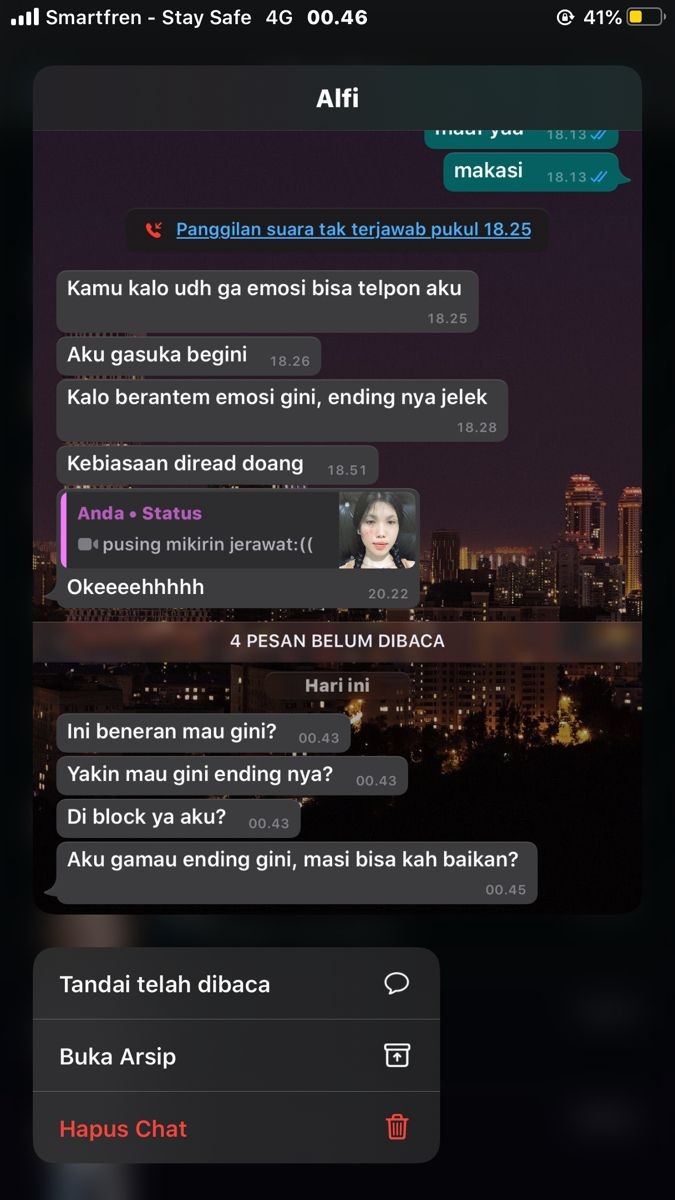 Smartfren - Stay Safe 4G 00.46 41%
Alfi
maaf yaa 18.13
makasi 18.13
Panggilan suara tak terjawab pukul 18.25
Kamu kalo udh ga emosi bisa telpon aku
18.25
Aku gasuka begini 18.26
Kalo berantem emosi gini, ending nya jelek
18.28
Kebiasaan diread doang 18.51
Anda • Status
pusing mikirin jerawat:((
Okeeeehhhhh 20.22
4 PESAN BELUM DIBACA
Hari ini
Ini beneran mau gini? 00.43
Yakin mau gini ending nya? 00.43
Di block ya aku? 00.43
Aku gamau ending gini, masi bisa kah baikan?
00.45
Tandai telah dibaca
Buka Arsip
Hapus Chat